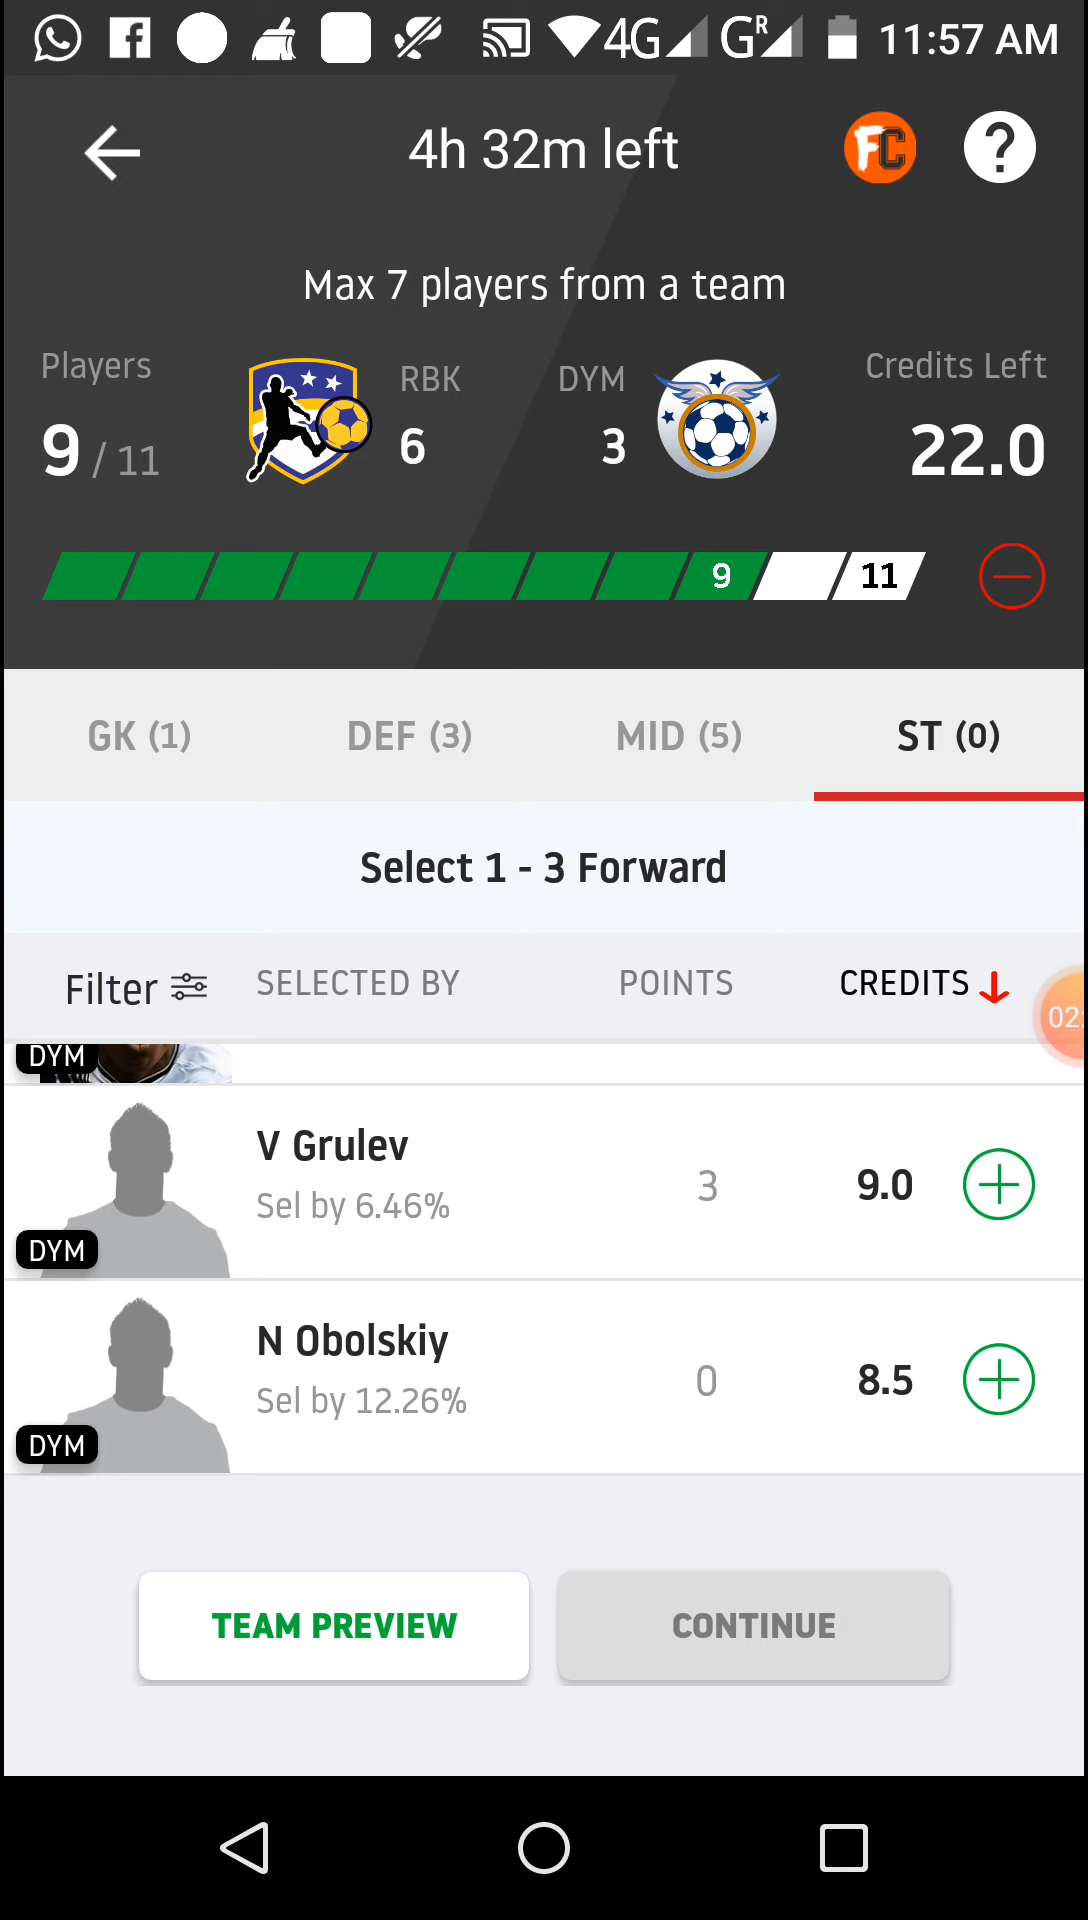 4G GR 11:57 AM
4h 32m left FC ?
Max 7 players from a team
Players RBK DYM Credits Left
9 / 11 6 3 22.0
9 11
GK (1) DEF (3) MID (5) ST (0)
Select 1 - 3 Forward
Filter SELECTED BY POINTS CREDITS
02:
DYM
V Grulev
Sel by 6.46% 3 9.0
DYM
N Obolskiy
Sel by 12.26% 0 8.5
DYM
TEAM PREVIEW CONTINUE